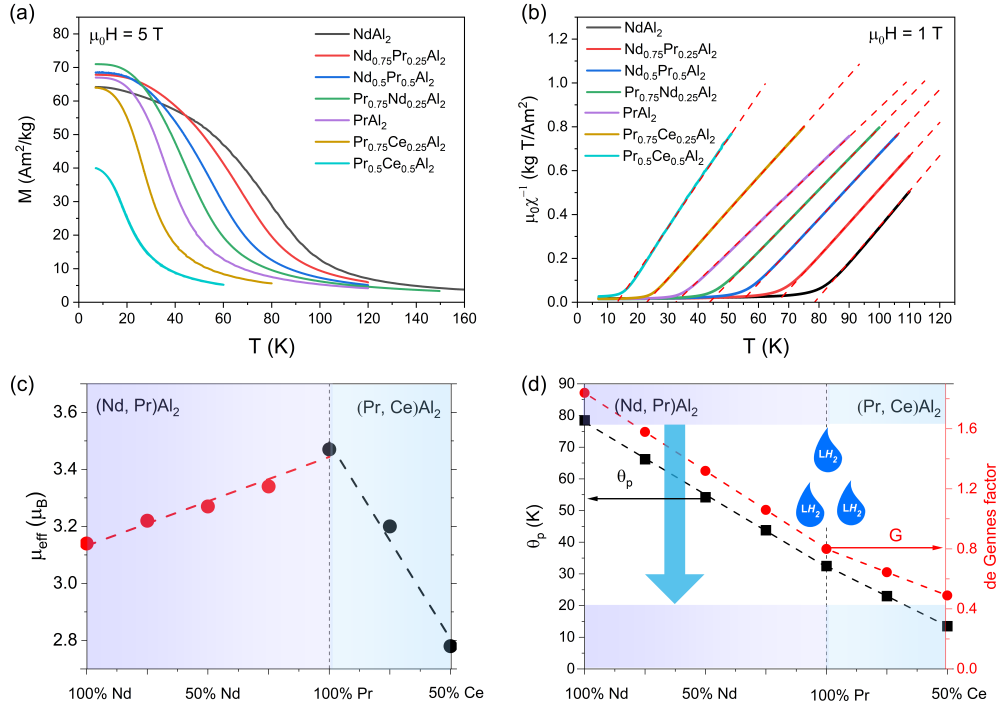 (a)
μ₀H = 5 T
NdAl₂
Nd₀.₇₅Pr₀.₂₅Al₂
Nd₀.₅Pr₀.₅Al₂
Pr₀.₇₅Nd₀.₂₅Al₂
PrAl₂
Pr₀.₇₅Ce₀.₂₅Al₂
Pr₀.₅Ce₀.₅Al₂
M (Am²/kg)
85
80
70
60
50
40
30
20
10
0
0 20 40 60 80 100 120 140 160
T (K)
(b)
μ₀H = 1 T
NdAl₂
Nd₀.₇₅Pr₀.₂₅Al₂
Nd₀.₅Pr₀.₅Al₂
Pr₀.₇₅Nd₀.₂₅Al₂
PrAl₂
Pr₀.₇₅Ce₀.₂₅Al₂
Pr₀.₅Ce₀.₅Al₂
μ₀χ⁻¹ (kg T/Am²)
1.2
1.0
0.8
0.6
0.4
0.2
0.0
0 10 20 30 40 50 60 70 80 90 100 110 120
T (K)
(c)
(Nd, Pr)Al₂
(Pr, Ce)Al₂
μeff (μB)
3.6
3.4
3.2
3.0
2.8
100% Nd
50% Nd
100% Pr
50% Ce
(d)
(Nd, Pr)Al₂
(Pr, Ce)Al₂
LH₂
LH₂
LH₂
θp
G
θp (K)
90
80
70
60
50
40
30
20
10
0
de Gennes factor
1.6
1.2
0.8
0.4
0.0
100% Nd
50% Nd
100% Pr
50% Ce